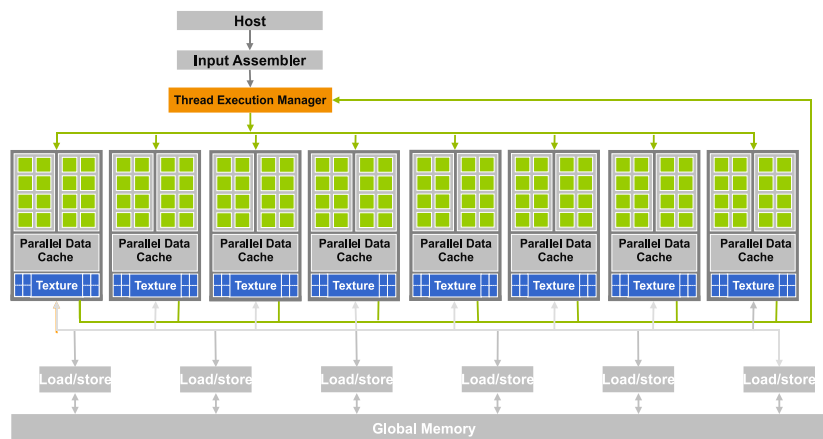 Host
Input Assembler
Thread Execution Manager
Parallel Data
Cache
Parallel Data
Cache
Parallel Data
Cache
Parallel Data
Cache
Parallel Data
Cache
Parallel Data
Cache
Parallel Data
Cache
Parallel Data
Cache
Texture
Texture
Texture
Texture
Texture
Texture
Texture
Texture
Load/store
Load/store
Load/store
Load/store
Load/store
Load/store
Global Memory